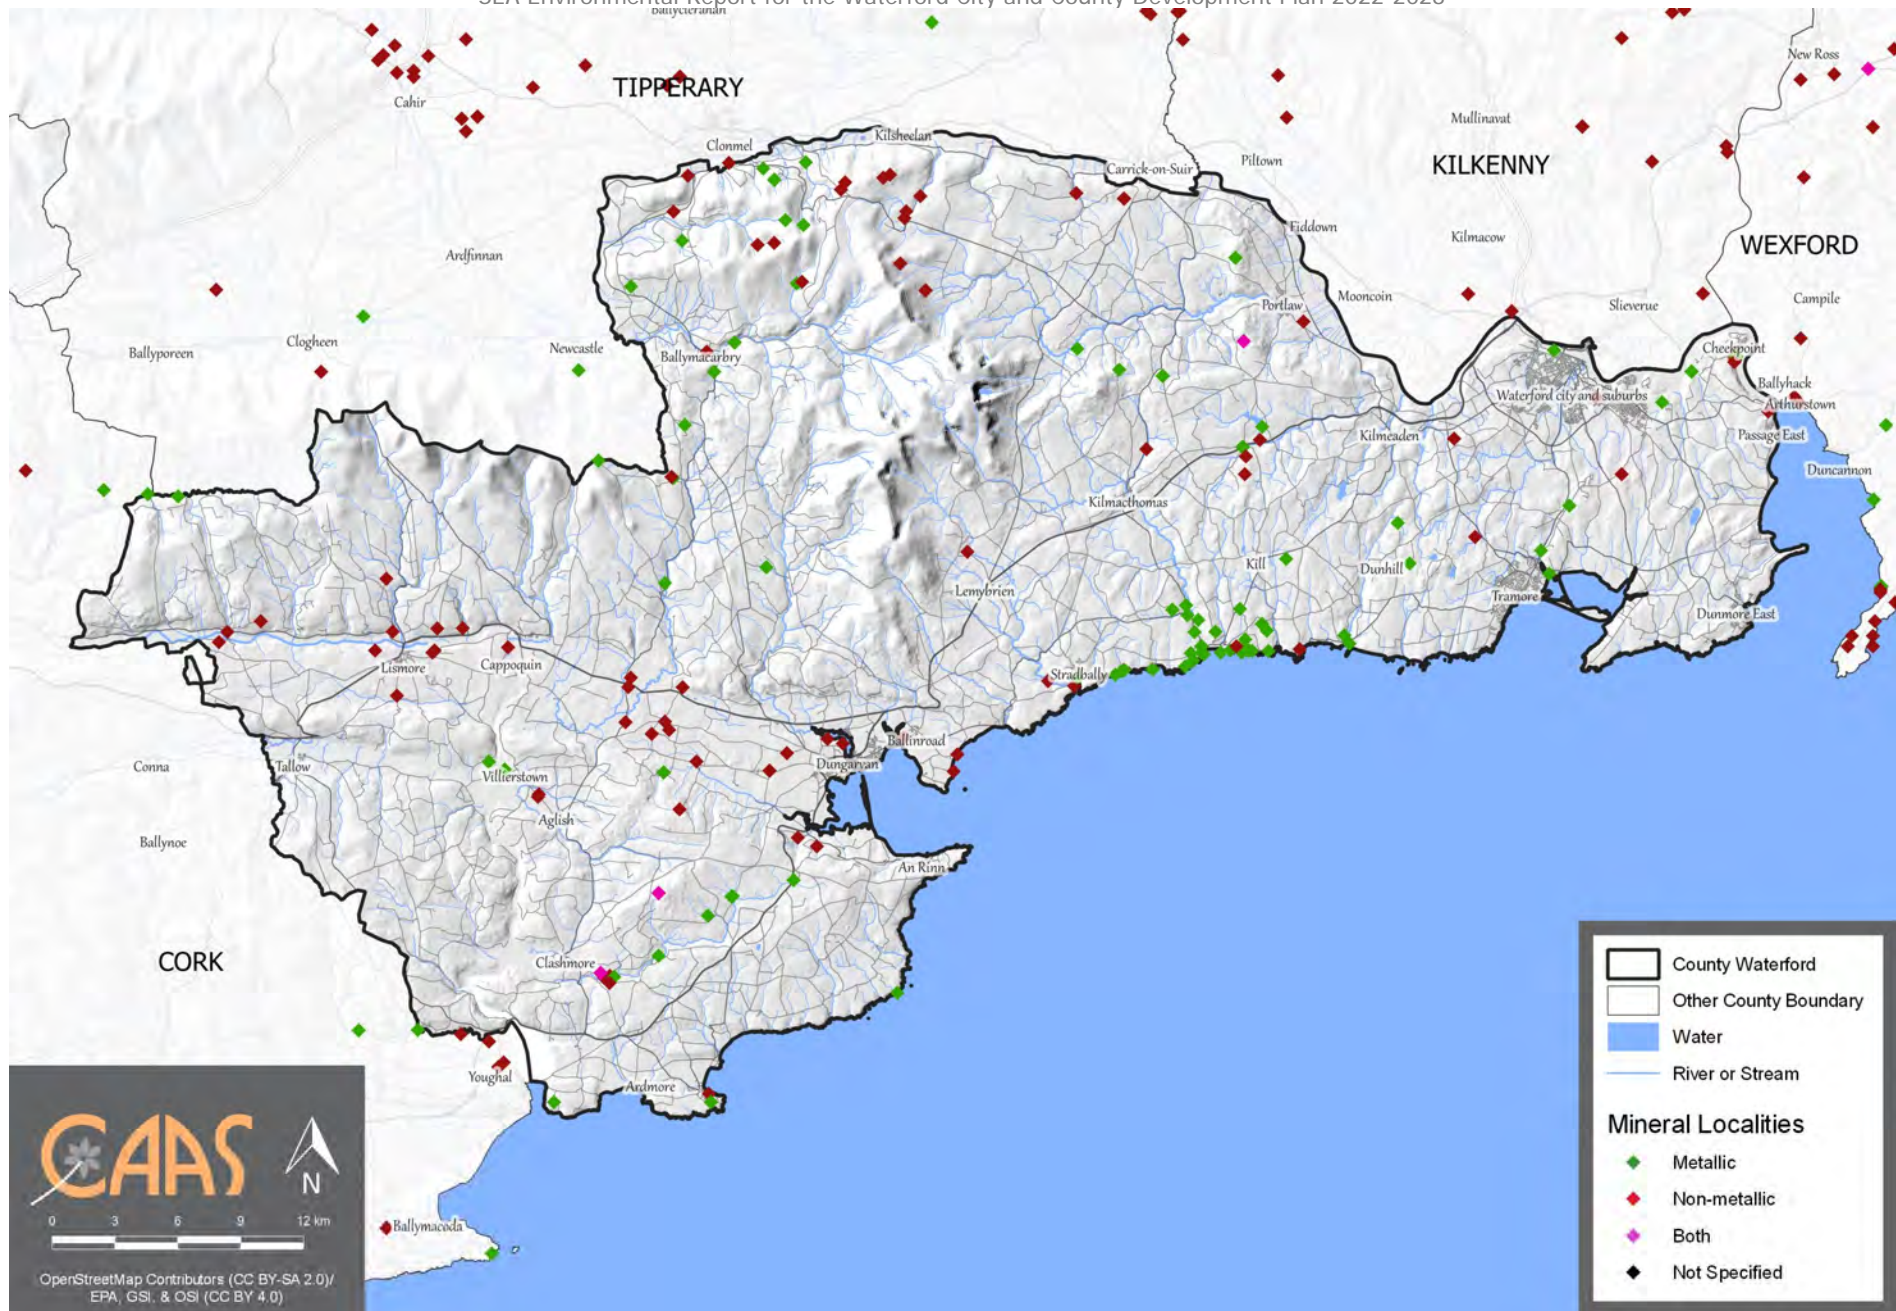 SEA Environmental Report for the Waterford City and County Development Plan 2022-2028
New Ross
TIPPERARY
Cahir
Mullinavat
Clonmel
Kilsheelan
Carrick-on-Suir
Piltown
KILKENNY
Fiddown
Kilmacow
WEXFORD
Ardfinnan
Mooncoin
Portlaw
Slieverue
Campile
Ballyporeen
Clogheen
Newcastle
Ballymacarbry
Cheekpoint
Ballyhack
Waterford city and suburbs
Arthurstown
Kilmeaden
Passage East
Duncannon
Kilmacthomas
Kill
Dunhill
Lemybrien
Tramore
Dunmore East
Lismore
Cappoquin
Stradbally
Ballinroad
Conna
Tallow
Villierstown
Dungarvan
Aglish
Ballynoe
An Rinn
CORK
Clashmore
Youghal
Ardmore
Ballymacoda
County Waterford
Other County Boundary
Water
River or Stream
Mineral Localities
Metallic
Non-metallic
Both
Not Specified
CAAS
N
0 3 6 9 12 km
OpenStreetMap Contributors (CC BY-SA 2.0)/
EPA, GSI, & OSI (CC BY 4.0)